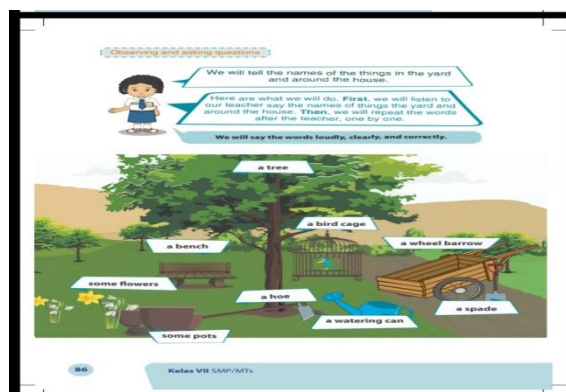 Observing and asking questions
We will tell the names of the things in the yard
and around the house.
Here are what we will do. First, we will listen to
our teacher say the names of things the yard and
around the house. Then, we will repeat the words
after the teacher, one by one.
We will say the words loudly, clearly, and correctly.
a tree
a bird cage
a bench
a wheel barrow
some flowers
a hoe
a watering can
a spade
some pots
86
Kelas VII SMP/MTs